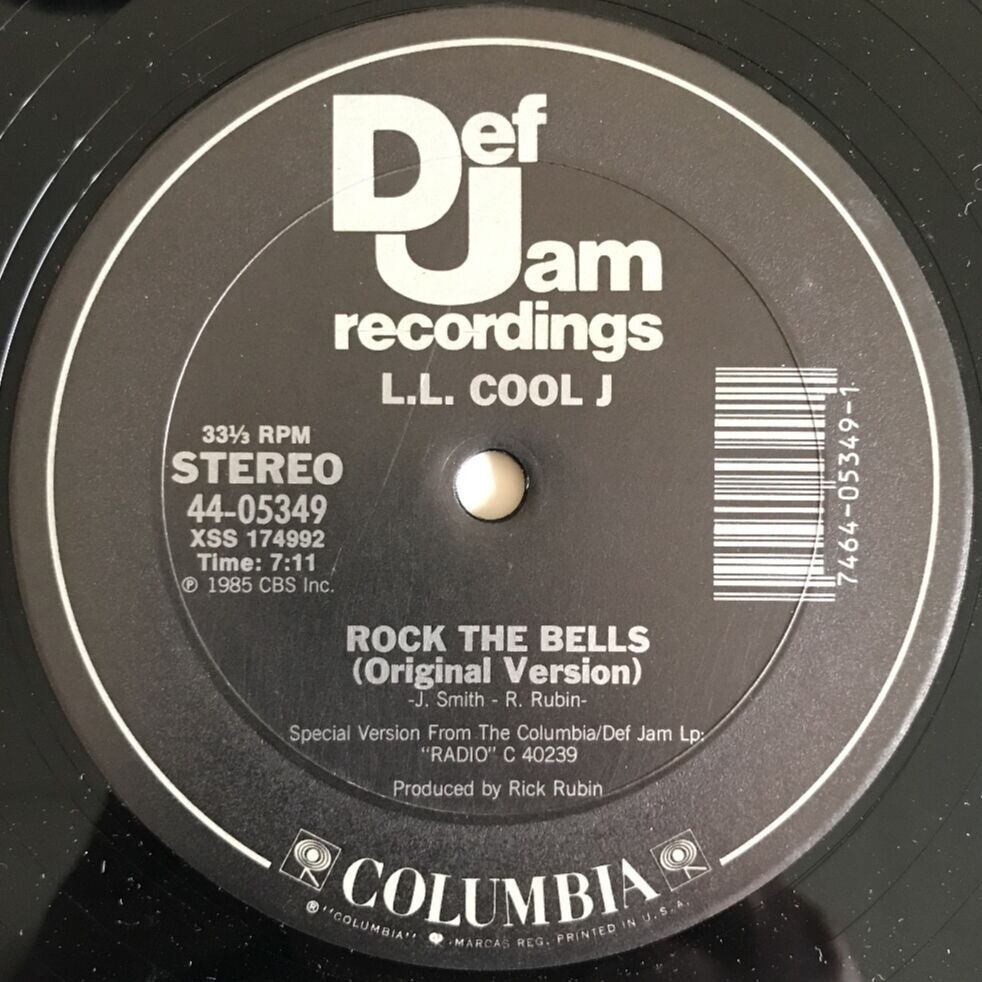 Def
Jam
recordings
L.L. COOL J
33⅓ RPM
STEREO
44-05349
XSS 174992
Time: 7:11
℗ 1985 CBS Inc.
7464-05349-1
ROCK THE BELLS
(Original Version)
-J. Smith - R. Rubin-
Special Version From The Columbia/Def Jam Lp:
"RADIO" C 40239
Produced by Rick Rubin
COLUMBIA
® "COLUMBIA", MARCAS REG. PRINTED IN U.S.A.